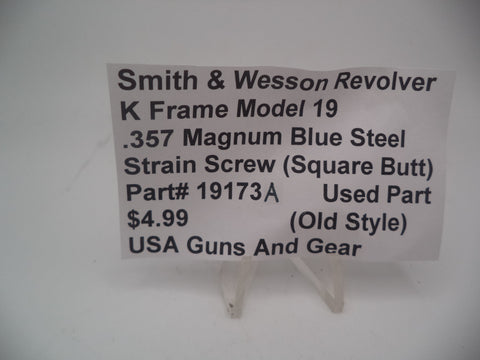 Smith & Wesson Revolver
K Frame Model 19
.357 Magnum Blue Steel
Strain Screw (Square Butt)
Part# 19173A Used Part
$4.99 (Old Style)
USA Guns And Gear